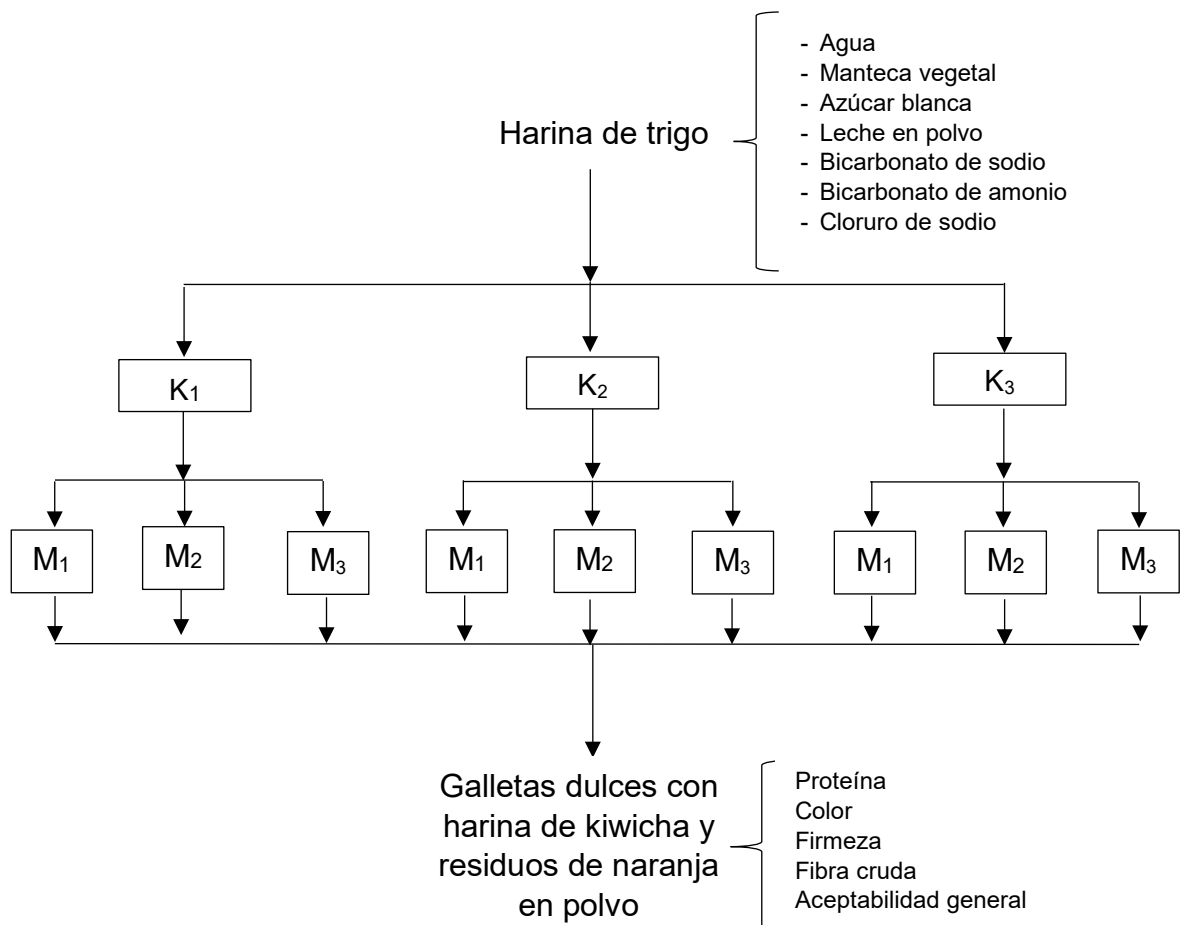 - Agua
- Manteca vegetal
- Azúcar blanca
- Leche en polvo
- Bicarbonato de sodio
- Bicarbonato de amonio
- Cloruro de sodio
Harina de trigo
K₁
K₂
K₃
M₁
M₂
M₃
M₁
M₂
M₃
M₁
M₂
M₃
Galletas dulces con
harina de kiwicha y
residuos de naranja
en polvo
Proteína
Color
Firmeza
Fibra cruda
Aceptabilidad general